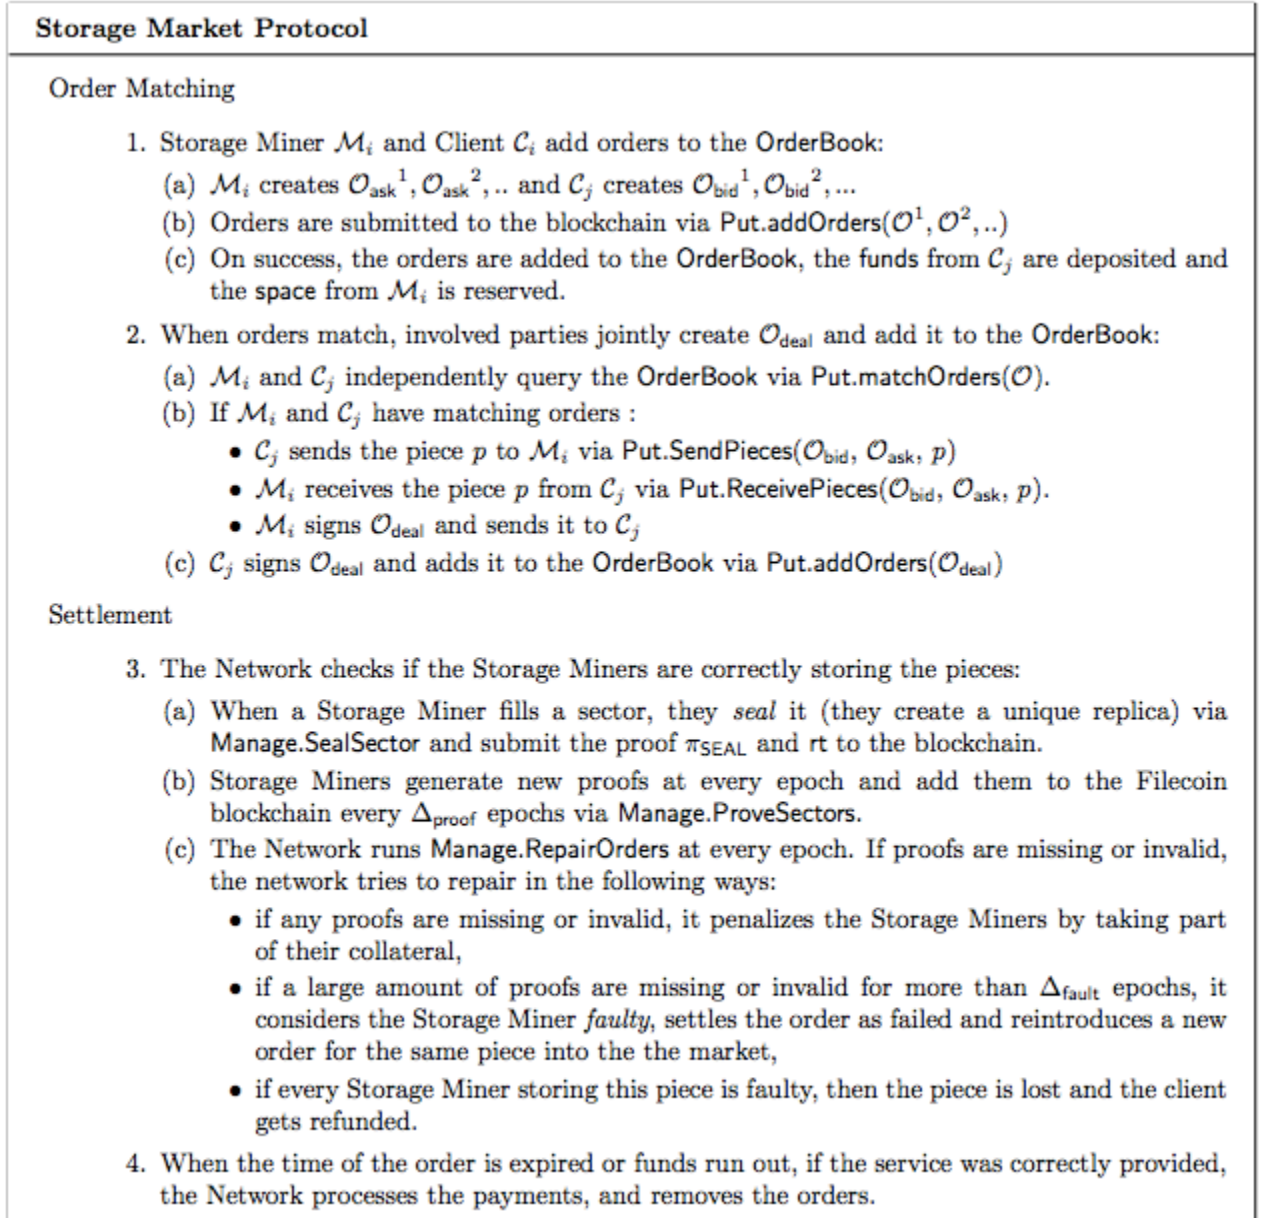 Storage Market Protocol
Order Matching
1. Storage Miner ℳᵢ and Client 𝒞ᵢ add orders to the OrderBook:
(a) ℳᵢ creates 𝒪ask¹, 𝒪ask², .. and 𝒞ⱼ creates 𝒪bid¹, 𝒪bid², ...
(b) Orders are submitted to the blockchain via Put.addOrders(𝒪¹, 𝒪², ..)
(c) On success, the orders are added to the OrderBook, the funds from 𝒞ⱼ are deposited and
the space from ℳᵢ is reserved.
2. When orders match, involved parties jointly create 𝒪deal and add it to the OrderBook:
(a) ℳᵢ and 𝒞ⱼ independently query the OrderBook via Put.matchOrders(𝒪).
(b) If ℳᵢ and 𝒞ⱼ have matching orders :
• 𝒞ⱼ sends the piece p to ℳᵢ via Put.SendPieces(𝒪bid, 𝒪ask, p)
• ℳᵢ receives the piece p from 𝒞ⱼ via Put.ReceivePieces(𝒪bid, 𝒪ask, p).
• ℳᵢ signs 𝒪deal and sends it to 𝒞ⱼ
(c) 𝒞ⱼ signs 𝒪deal and adds it to the OrderBook via Put.addOrders(𝒪deal)
Settlement
3. The Network checks if the Storage Miners are correctly storing the pieces:
(a) When a Storage Miner fills a sector, they seal it (they create a unique replica) via
Manage.SealSector and submit the proof πSEAL and rt to the blockchain.
(b) Storage Miners generate new proofs at every epoch and add them to the Filecoin
blockchain every Δproof epochs via Manage.ProveSectors.
(c) The Network runs Manage.RepairOrders at every epoch. If proofs are missing or invalid,
the network tries to repair in the following ways:
• if any proofs are missing or invalid, it penalizes the Storage Miners by taking part
of their collateral,
• if a large amount of proofs are missing or invalid for more than Δfault epochs, it
considers the Storage Miner faulty, settles the order as failed and reintroduces a new
order for the same piece into the the market,
• if every Storage Miner storing this piece is faulty, then the piece is lost and the client
gets refunded.
4. When the time of the order is expired or funds run out, if the service was correctly provided,
the Network processes the payments, and removes the orders.